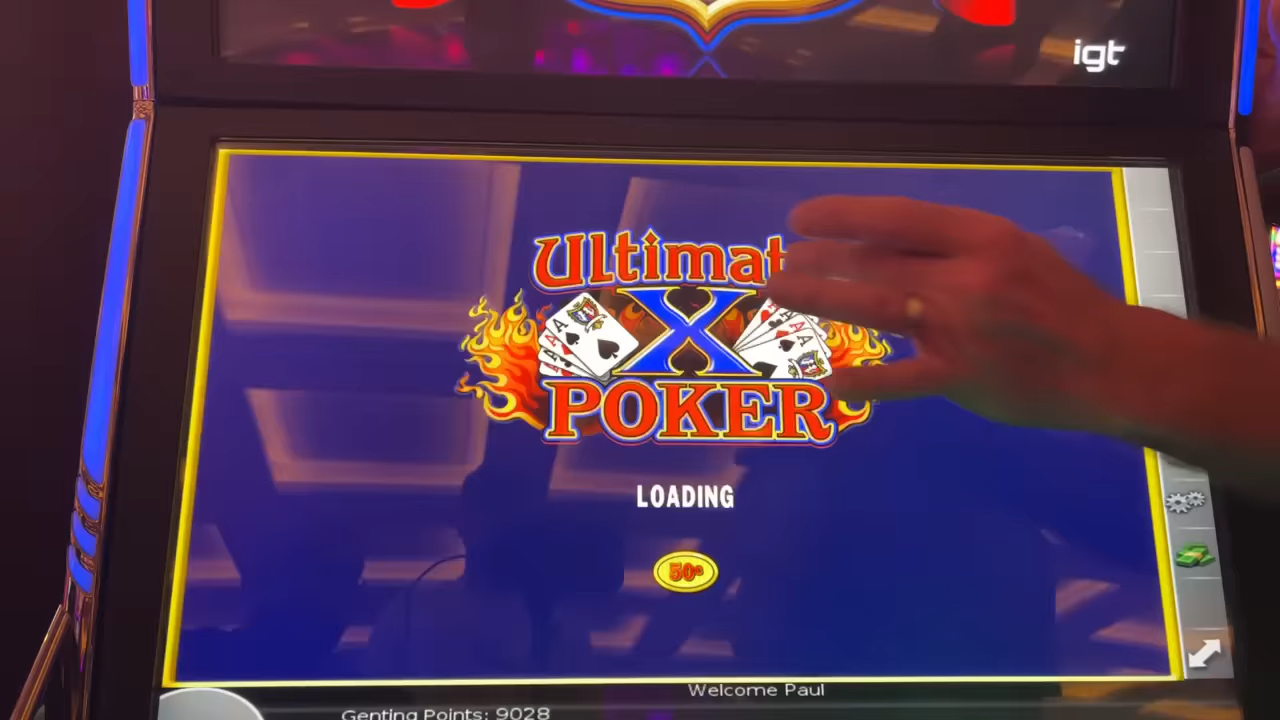 igt
Ultimat
X
POKER
LOADING
50¢
Welcome Paul
Genting Points: 9028